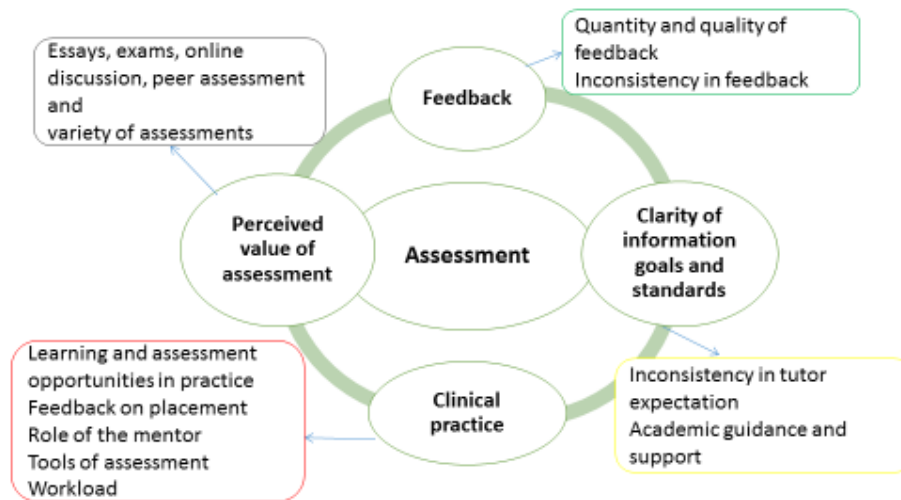 Essays, exams, online
discussion, peer assessment
and
variety of assessments
Quantity and quality of
feedback
Inconsistency in feedback
Feedback
Perceived
value of
assessment
Assessment
Clarity of
information
goals and
standards
Learning and assessment
opportunities in practice
Feedback on placement
Role of the mentor
Tools of assessment
Workload
Clinical
practice
Inconsistency in tutor
expectation
Academic guidance and
support